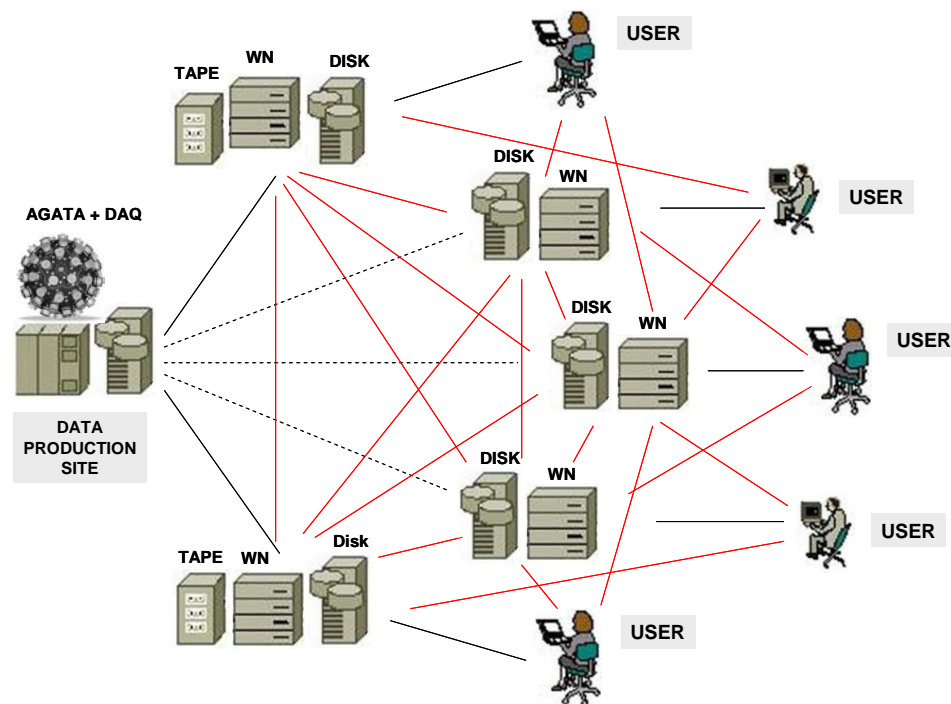 USER
WN
DISK
TAPE
DISK
WN
USER
AGATA + DAQ
DISK
WN
USER
DATA
PRODUCTION
SITE
DISK
WN
USER
TAPE
WN
Disk
USER